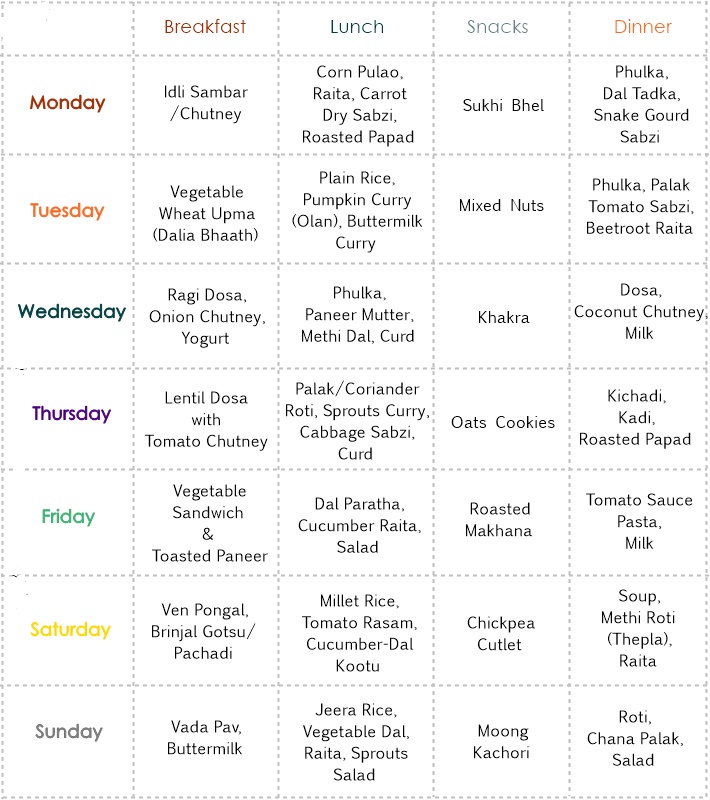 Breakfast
Lunch
Snacks
Dinner
Monday
Idli Sambar
/Chutney
Corn Pulao,
Raita, Carrot
Dry Sabzi,
Roasted Papad
Sukhi Bhel
Phulka,
Dal Tadka,
Snake Gourd
Sabzi
Tuesday
Vegetable
Wheat Upma
(Dalia Bhaath)
Plain Rice,
Pumpkin Curry
(Olan), Buttermilk
Curry
Mixed Nuts
Phulka, Palak
Tomato Sabzi,
Beetroot Raita
Wednesday
Ragi Dosa,
Onion Chutney,
Yogurt
Phulka,
Paneer Mutter,
Methi Dal, Curd
Khakra
Dosa,
Coconut Chutney,
Milk
Thursday
Lentil Dosa
with
Tomato Chutney
Palak/Coriander
Roti, Sprouts Curry,
Cabbage Sabzi,
Curd
Oats Cookies
Kichadi,
Kadi,
Roasted Papad
Friday
Vegetable
Sandwich
&
Toasted Paneer
Dal Paratha,
Cucumber Raita,
Salad
Roasted
Makhana
Tomato Sauce
Pasta,
Milk
Saturday
Ven Pongal,
Brinjal Gotsu/
Pachadi
Millet Rice,
Tomato Rasam,
Cucumber-Dal
Kootu
Chickpea
Cutlet
Soup,
Methi Roti
(Thepla),
Raita
Sunday
Vada Pav,
Buttermilk
Jeera Rice,
Vegetable Dal,
Raita, Sprouts
Salad
Moong
Kachori
Roti,
Chana Palak,
Salad